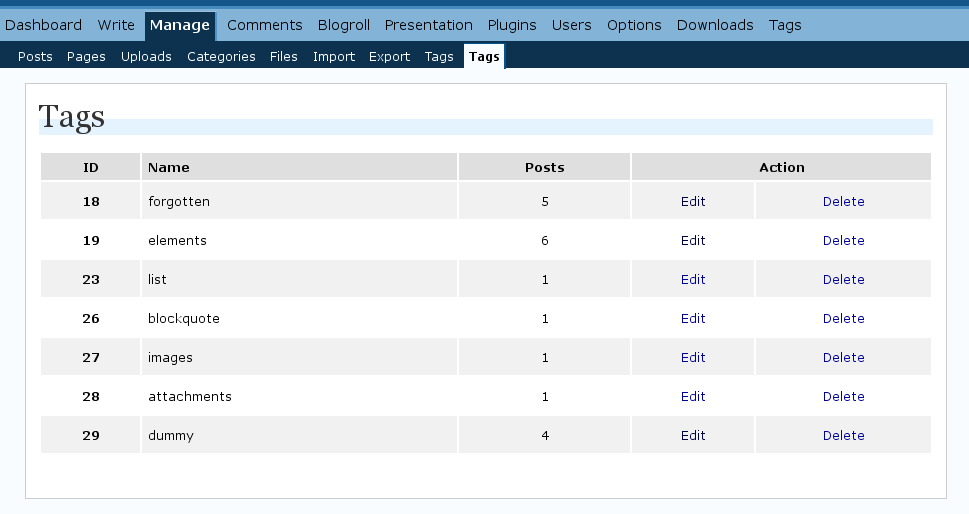 Dashboard Write Manage Comments Blogroll Presentation Plugins Users Options Downloads Tags
Posts Pages Uploads Categories Files Import Export Tags Tags
Tags
ID Name Posts Action
18 forgotten 5 Edit Delete
19 elements 6 Edit Delete
23 list 1 Edit Delete
26 blockquote 1 Edit Delete
27 images 1 Edit Delete
28 attachments 1 Edit Delete
29 dummy 4 Edit Delete